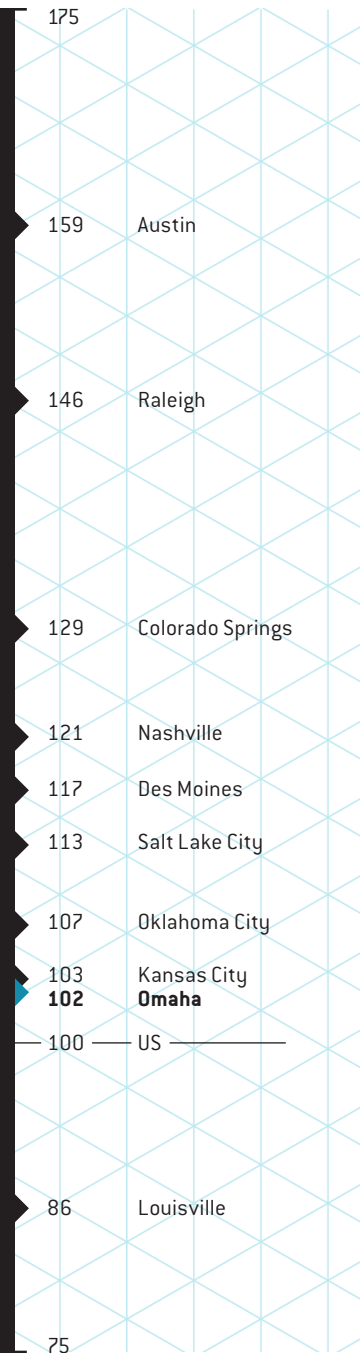 175
159 Austin
146 Raleigh
129 Colorado Springs
121 Nashville
117 Des Moines
113 Salt Lake City
107 Oklahoma City
103 Kansas City
102 Omaha
100 US
86 Louisville
75